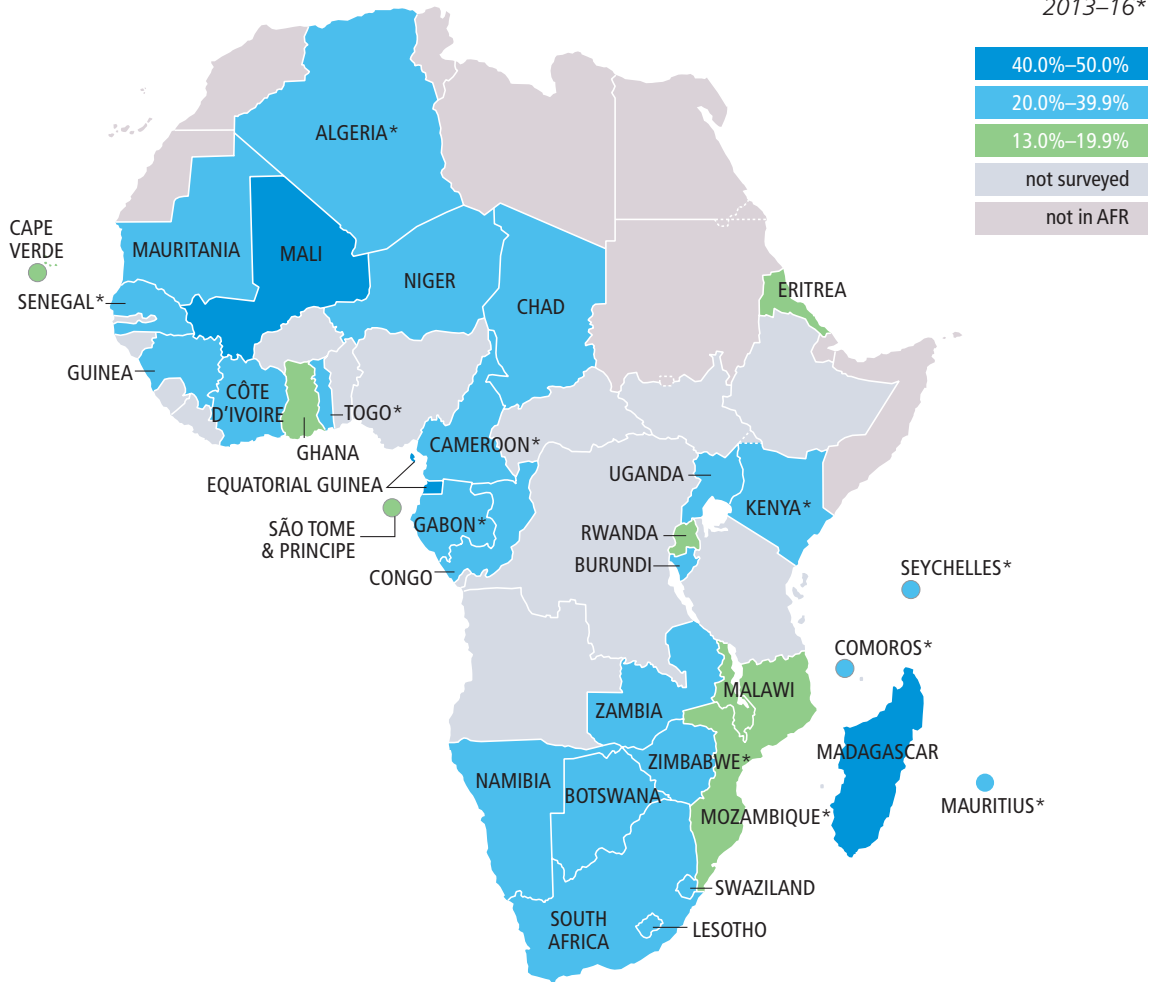 2013–16*
40.0%–50.0%
20.0%–39.9%
13.0%–19.9%
not surveyed
not in AFR
ALGERIA*
CAPE
VERDE
MAURITANIA
MALI
NIGER
CHAD
ERITREA
SENEGAL*
GUINEA
CÔTE
D'IVOIRE
TOGO*
GHANA
CAMEROON*
EQUATORIAL GUINEA
UGANDA
KENYA*
SÃO TOME
& PRINCIPE
GABON*
RWANDA
BURUNDI
CONGO
SEYCHELLES*
COMOROS*
MALAWI
ZAMBIA
MADAGASCAR
ZIMBABWE*
NAMIBIA
BOTSWANA
MAURITIUS*
MOZAMBIQUE*
SWAZILAND
SOUTH
AFRICA
LESOTHO